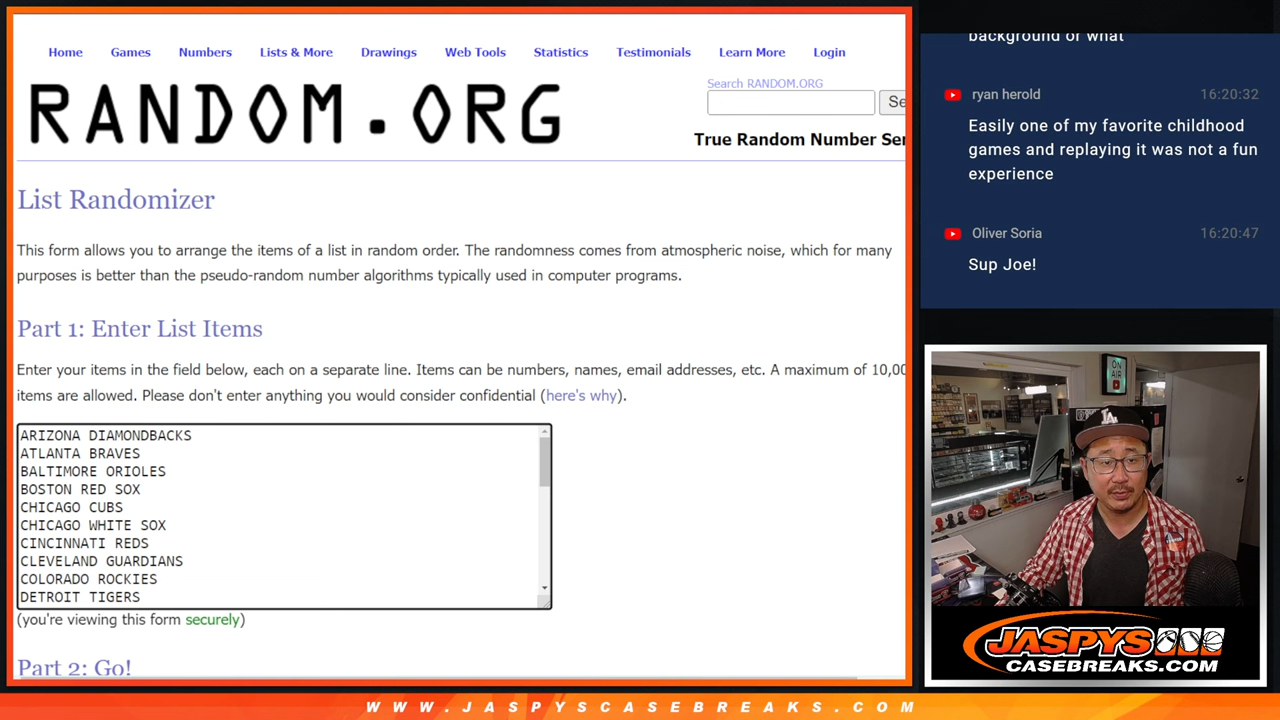 Home Games Numbers Lists & More Drawings Web Tools Statistics Testimonials Learn More Login
RANDOM.ORG
Search RANDOM.ORG
Se
True Random Number Ser
List Randomizer
This form allows you to arrange the items of a list in random order. The randomness comes from atmospheric noise, which for many
purposes is better than the pseudo-random number algorithms typically used in computer programs.
Part 1: Enter List Items
Enter your items in the field below, each on a separate line. Items can be numbers, names, email addresses, etc. A maximum of 10,00
items are allowed. Please don't enter anything you would consider confidential (here's why).
ARIZONA DIAMONDBACKS
ATLANTA BRAVES
BALTIMORE ORIOLES
BOSTON RED SOX
CHICAGO CUBS
CHICAGO WHITE SOX
CINCINNATI REDS
CLEVELAND GUARDIANS
COLORADO ROCKIES
DETROIT TIGERS
(you're viewing this form securely)
Part 2: Go!
background or what
ryan herold 16:20:32
Easily one of my favorite childhood
games and replaying it was not a fun
experience
Oliver Soria 16:20:47
Sup Joe!
ON
AIR
LA
JASPYS
CASEBREAKS.COM
WWW.JASPYSCASEBREAKS.COM